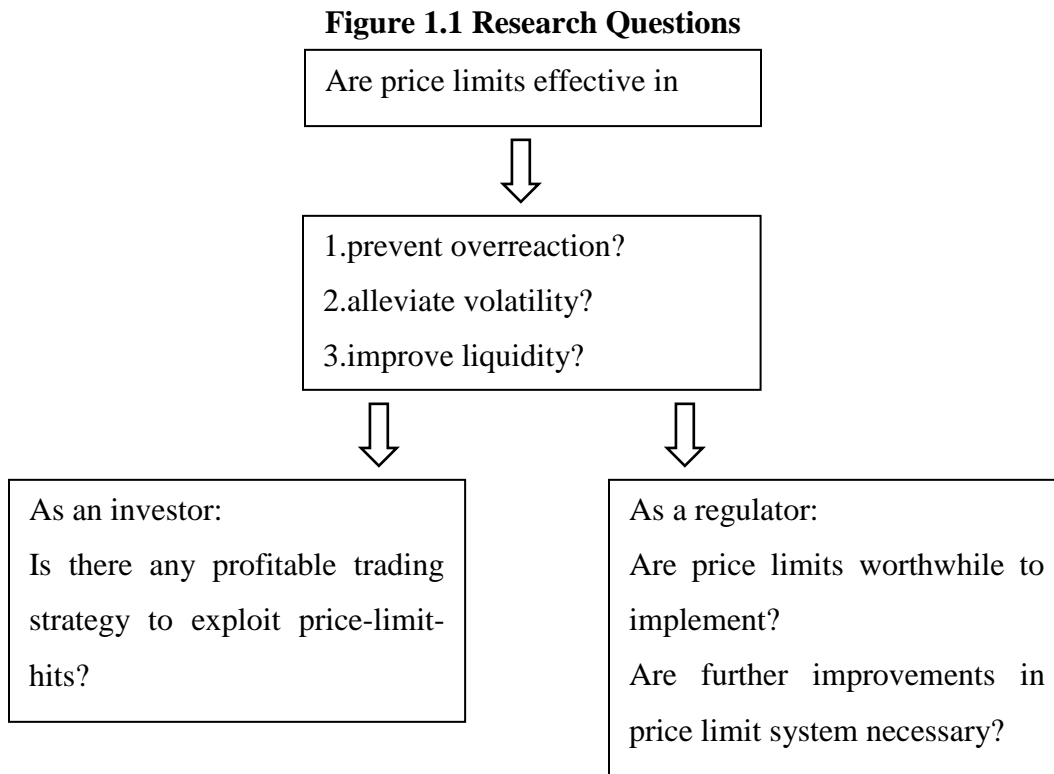 Figure 1.1 Research Questions
Are price limits effective in
1.prevent overreaction?
2.alleviate volatility?
3.improve liquidity?
As an investor:
Is there any profitable trading
strategy to exploit price-limit-
hits?
As a regulator:
Are price limits worthwhile to
implement?
Are further improvements in
price limit system necessary?